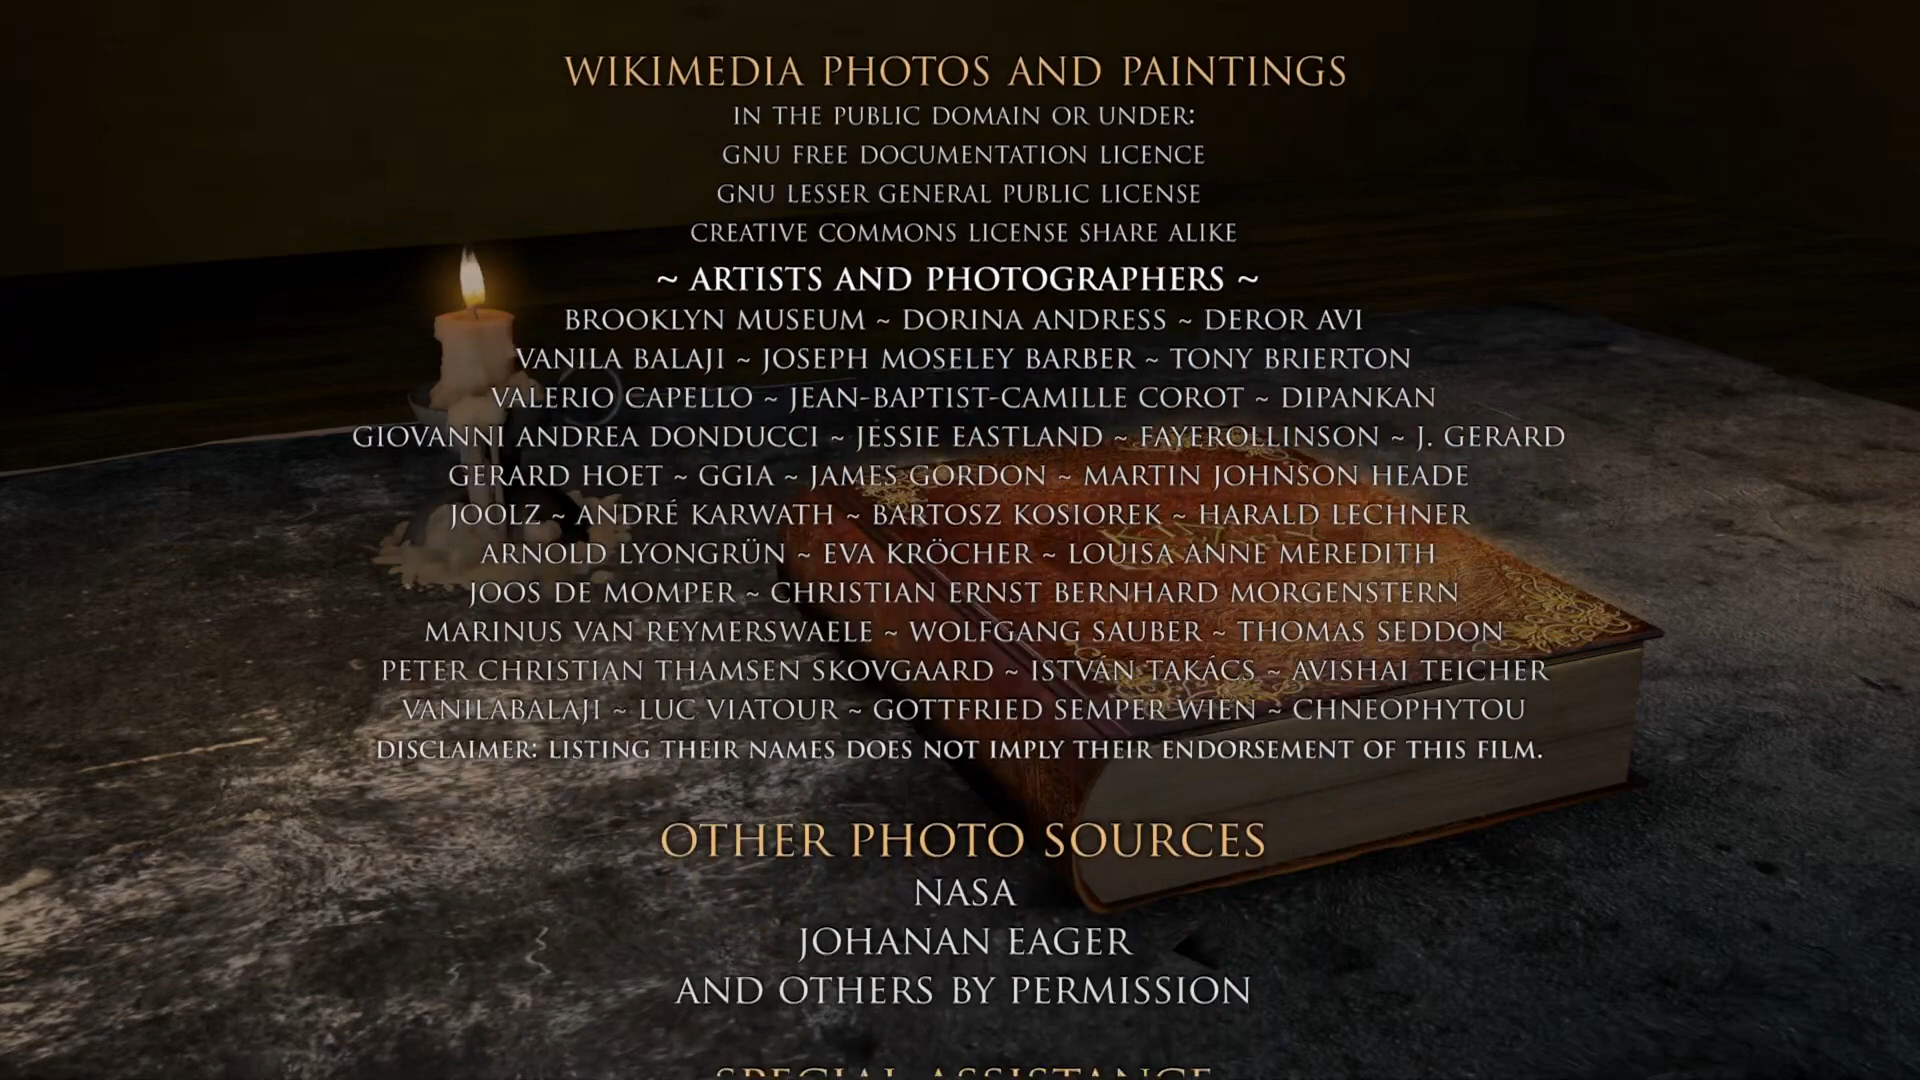 WIKIMEDIA PHOTOS AND PAINTINGS
IN THE PUBLIC DOMAIN OR UNDER:
GNU FREE DOCUMENTATION LICENCE
GNU LESSER GENERAL PUBLIC LICENSE
CREATIVE COMMONS LICENSE SHARE ALIKE
~ ARTISTS AND PHOTOGRAPHERS ~
BROOKLYN MUSEUM ~ DORINA ANDRESS ~ DEROR AVI
VANILA BALAJI ~ JOSEPH MOSELEY BARBER ~ TONY BRIERTON
VALERIO CAPELLO ~ JEAN-BAPTIST-CAMILLE COROT ~ DIPANKAN
GIOVANNI ANDREA DONDUCCI ~ JESSIE EASTLAND ~ FAYEROLLINSON ~ J. GERARD
GERARD HOET ~ GGIA ~ JAMES GORDON ~ MARTIN JOHNSON HEADE
JOOLZ ~ ANDRÉ KARWATH ~ BARTOSZ KOSIOREK ~ HARALD LECHNER
ARNOLD LYONGRÜN ~ EVA KRÖCHER ~ LOUISA ANNE MEREDITH
JOOS DE MOMPER ~ CHRISTIAN ERNST BERNHARD MORGENSTERN
MARINUS VAN REYMERSWAELE ~ WOLFGANG SAUBER ~ THOMAS SEDDON
PETER CHRISTIAN THAMSEN SKOVGAARD ~ ISTVÁN TAKÁCS ~ AVISHAI TEICHER
VANILABALAJI ~ LUC VIATOUR ~ GOTTFRIED SEMPER WIEN ~ CHNEOPHYTOU
DISCLAIMER: LISTING THEIR NAMES DOES NOT IMPLY THEIR ENDORSEMENT OF THIS FILM.
OTHER PHOTO SOURCES
NASA
JOHANAN EAGER
AND OTHERS BY PERMISSION
SPECIAL ASSISTANCE